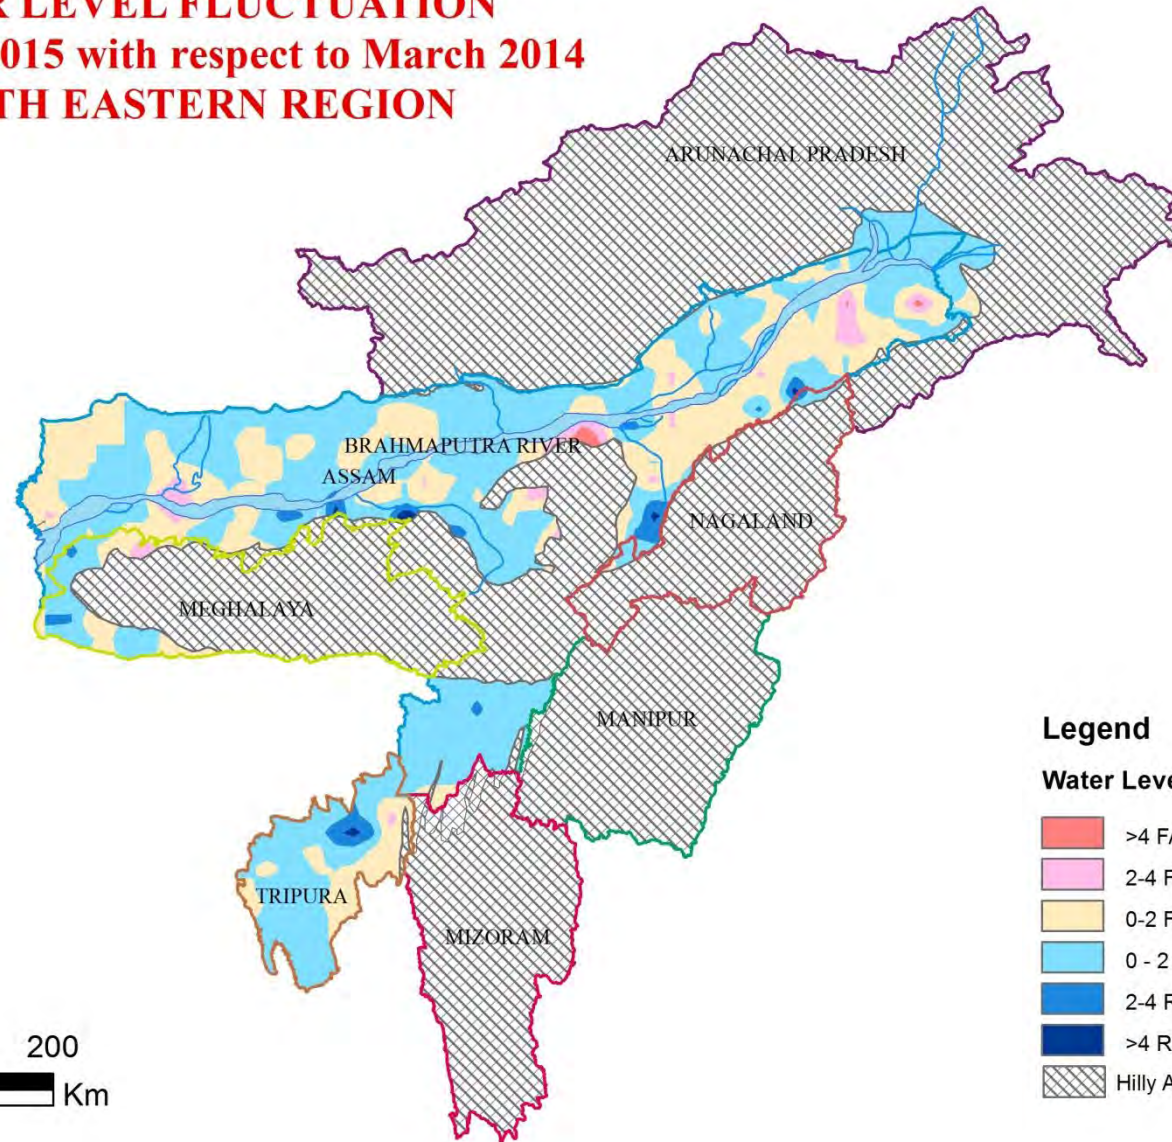 R LEVEL FLUCTUATION
015 with respect to March 2014
TH EASTERN REGION
ARUNACHAL PRADESH
BRAHMAPUTRA RIVER
ASSAM
NAGALAND
MEGHALAYA
MANIPUR
TRIPURA
MIZORAM
Legend
Water Leve
>4 FA
2-4 F
0-2 F
0 - 2
2-4 R
>4 R
Hilly A
200
Km